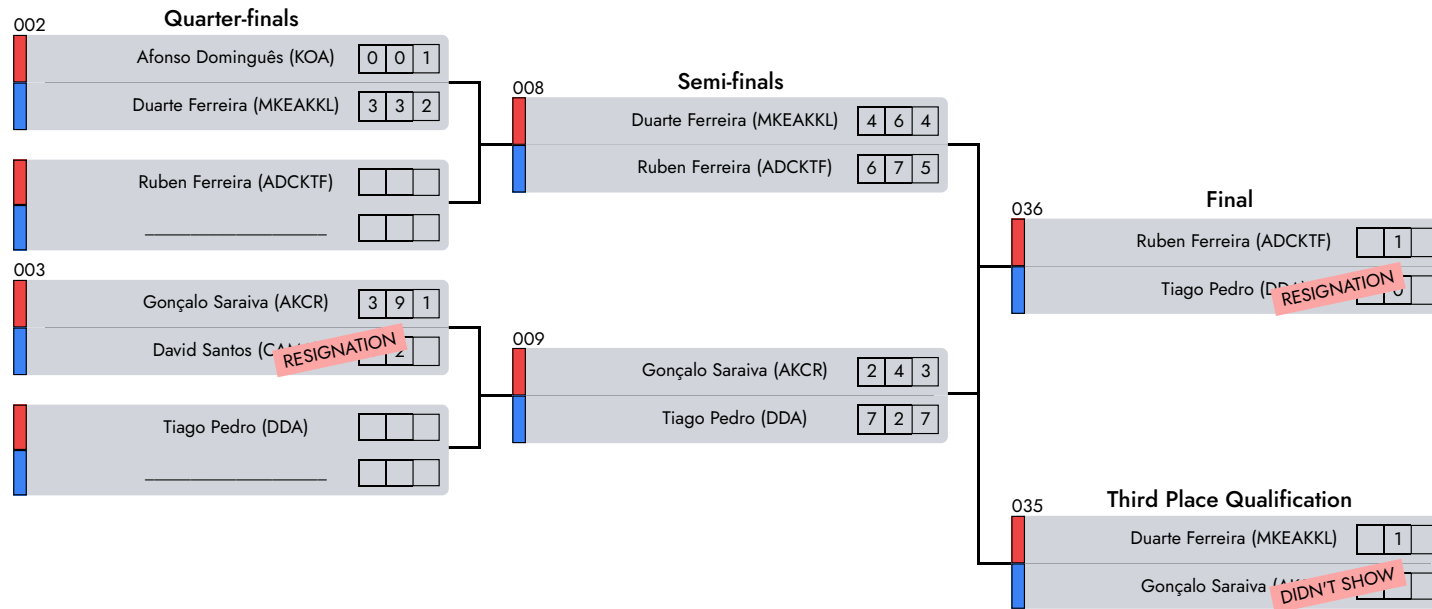 Quarter-finals
002
Afonso Dominguês (KOA) 0 0 1
Duarte Ferreira (MKEAKKL) 3 3 2
Ruben Ferreira (ADCKTF)
____________________
003
Gonçalo Saraiva (AKCR) 3 9 1
David Santos 2
RESIGNATION
Tiago Pedro (DDA)
____________________
Semi-finals
008
Duarte Ferreira (MKEAKKL) 4 6 4
Ruben Ferreira (ADCKTF) 6 7 5
009
Gonçalo Saraiva (AKCR) 2 4 3
Tiago Pedro (DDA) 7 2 7
Final
036
Ruben Ferreira (ADCKTF) 1
Tiago Pedro 0
RESIGNATION
Third Place Qualification
035
Duarte Ferreira (MKEAKKL) 1
Gonçalo Saraiva
DIDN'T SHOW